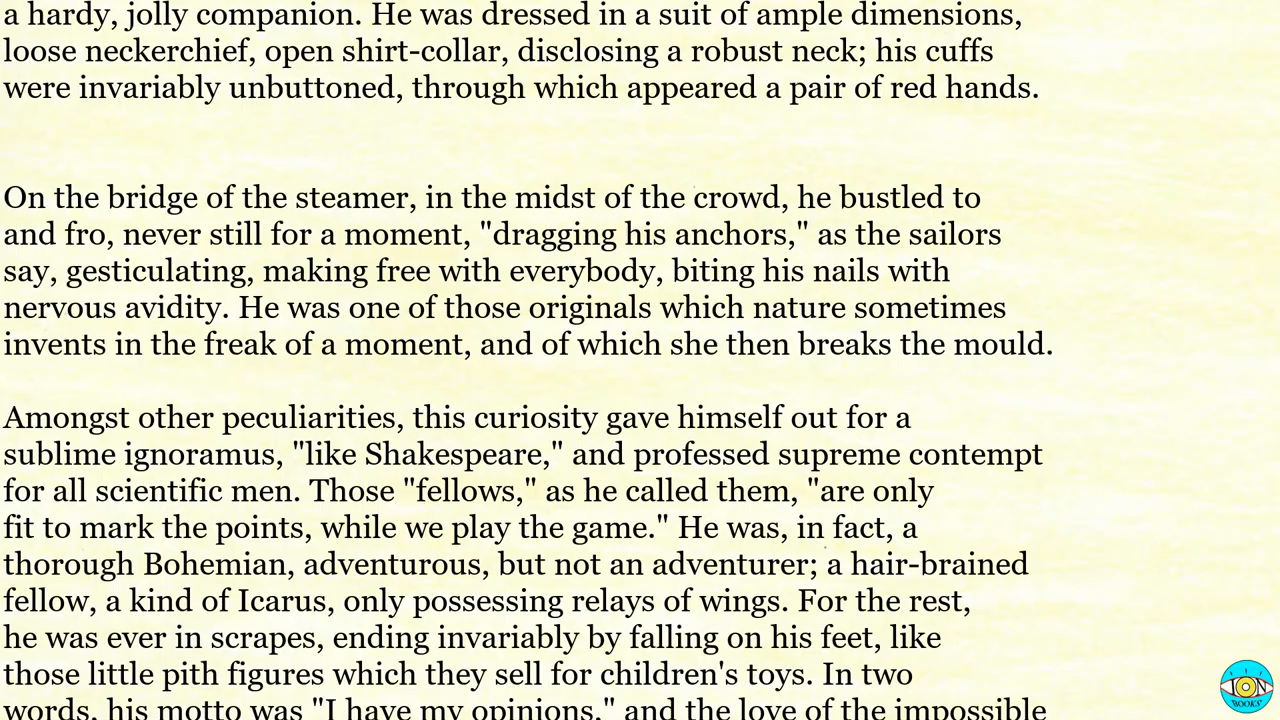 a hardy, jolly companion. He was dressed in a suit of ample dimensions,
loose neckerchief, open shirt-collar, disclosing a robust neck; his cuffs
were invariably unbuttoned, through which appeared a pair of red hands.
On the bridge of the steamer, in the midst of the crowd, he bustled to
and fro, never still for a moment, "dragging his anchors," as the sailors
say, gesticulating, making free with everybody, biting his nails with
nervous avidity. He was one of those originals which nature sometimes
invents in the freak of a moment, and of which she then breaks the mould.
Amongst other peculiarities, this curiosity gave himself out for a
sublime ignoramus, "like Shakespeare," and professed supreme contempt
for all scientific men. Those "fellows," as he called them, "are only
fit to mark the points, while we play the game." He was, in fact, a
thorough Bohemian, adventurous, but not an adventurer; a hair-brained
fellow, a kind of Icarus, only possessing relays of wings. For the rest,
he was ever in scrapes, ending invariably by falling on his feet, like
those little pith figures which they sell for children's toys. In two
words, his motto was "I have my opinions," and the love of the impossible
ION
BOOKS